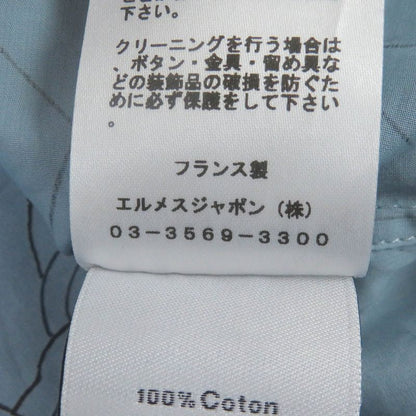 下さい。
クリーニングを行う場合は
、ボタン・金具・留め具な
どの装飾品の破損を防ぐた
めに必ず保護をして下さい
。
フランス製
エルメスジャポン（株）
03-3569-3300
100% Coton